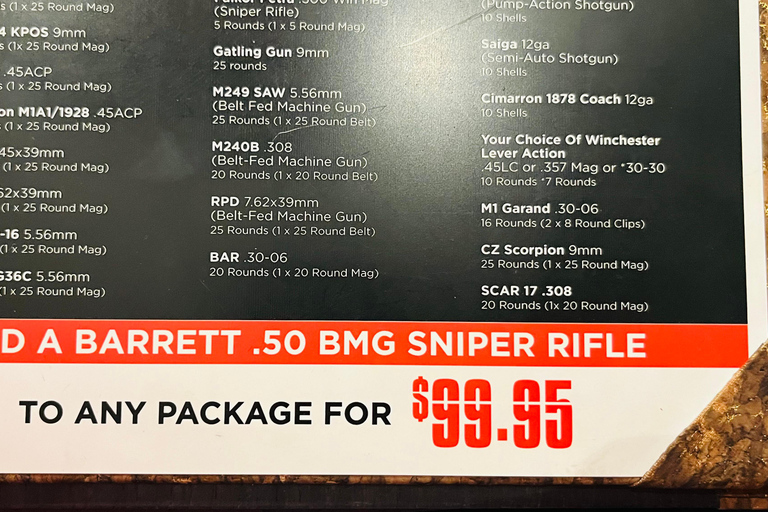 s (1 x 25 Round Mag)
4 KPOS 9mm
s (1x 25 Round Mag)
.45ACP
s (1 x 25 Round Mag)
on M1A1/1928 .45ACP
(1 x 25 Round Mag)
45x39mm
(1 x 25 Round Mag)
62x39mm
(1 x 25 Round Mag)
-16 5.56mm
(1 x 25 Round Mag)
G36C 5.56mm
(1 x 25 Round Mag)
(Sniper Rifle)
5 Rounds (1 x 5 Round Mag)
Gatling Gun 9mm
25 rounds
M249 SAW 5.56mm
(Belt Fed Machine Gun)
25 Rounds (1 x 25 Round Belt)
M240B .308
(Belt-Fed Machine Gun)
20 Rounds (1 x 20 Round Belt)
RPD 7.62x39mm
(Belt-Fed Machine Gun)
25 Rounds (1 x 25 Round Belt)
BAR .30-06
20 Rounds (1 x 20 Round Mag)
(Pump-Action Shotgun)
10 Shells
Saiga 12ga
(Semi-Auto Shotgun)
10 Shells
Cimarron 1878 Coach 12ga
10 Shells
Your Choice Of Winchester
Lever Action
.45LC or .357 Mag or *30-30
10 Rounds *7 Rounds
M1 Garand .30-06
16 Rounds (2 x 8 Round Clips)
CZ Scorpion 9mm
25 Rounds (1 x 25 Round Mag)
SCAR 17 .308
20 Rounds (1x 20 Round Mag)
D A BARRETT .50 BMG SNIPER RIFLE
TO ANY PACKAGE FOR $99.95